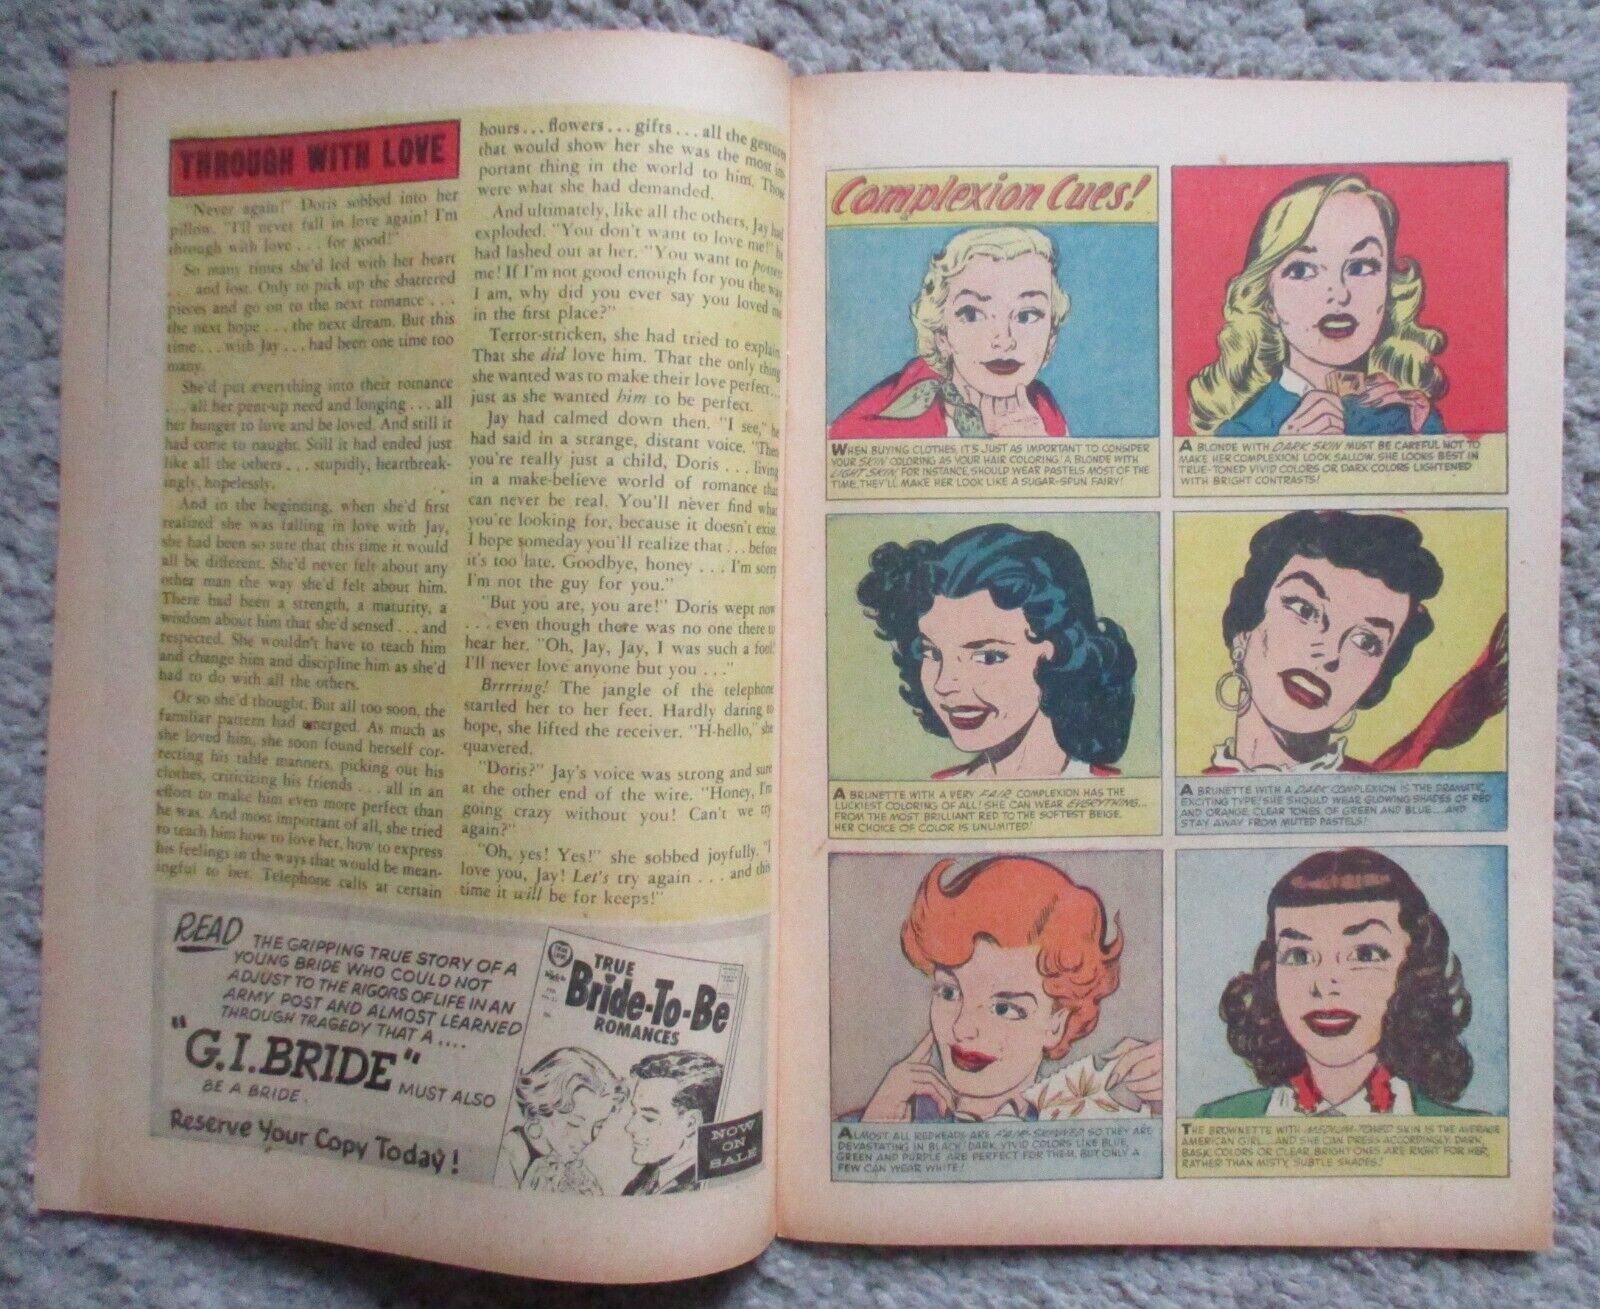 THROUGH WITH LOVE
"Never again!" Doris sobbed into her
pillow. "I'll never fall in love again! I'm
through with love . . . for good!"
So many times she'd led with her heart
. . . and lost. Only to pick up the shattered
pieces and go on to the next romance . . .
the next hope . . . the next dream. But this
time . . . with Jay . . . had been one time too
many.
She'd put everything into their romance
. . . all her pent-up need and longing . . . all
her hunger to love and be loved. And still it
had come to naught. Still it had ended just
like all the others . . . stupidly, heartbreak-
ingly, hopelessly.
And in the beginning, when she'd first
realized she was falling in love with Jay,
she had been so sure that this time it would
all be different. She'd never felt about any
other man the way she'd felt about him.
There had been a strength, a maturity, a
wisdom about him that she'd sensed . . . and
respected. She wouldn't have to teach him
and change him and discipline him as she'd
had to do with all the others.
Or so she'd thought. But all too soon, the
familiar pattern had emerged. As much as
she loved him, she soon found herself cor-
recting his table manners, picking out his
clothes, criticizing his friends . . . all in an
effort to make him even more perfect than
he was. And most important of all, she tried
to teach him how to love her, how to express
his feelings in the ways that would be mean-
ingful to her. Telephone calls at certain
hours . . . flowers . . . gifts . . . all the gestures
that would show her she was the most im-
portant thing in the world to him. Those
were what she had demanded.
And ultimately, like all the others, Jay had
exploded. "You don't want to love me!" he
had lashed out at her. "You want to possess
me! If I'm not good enough for you the way
I am, why did you ever say you loved me
in the first place?"
Terror-stricken, she had tried to explain.
That she did love him. That the only thing
she wanted was to make their love perfect . . .
just as she wanted him to be perfect.
Jay had calmed down then. "I see," he
had said in a strange, distant voice. "Then
you're really just a child, Doris . . . living
in a make-believe world of romance that
can never be real. You'll never find what
you're looking for, because it doesn't exist.
I hope someday you'll realize that . . . before
it's too late. Goodbye, honey . . . I'm sorry
I'm not the guy for you."
"But you are, you are!" Doris wept now
. . . even though there was no one there to
hear her. "Oh, Jay, Jay, I was such a fool!
I'll never love anyone but you . . ."
Brrrring! The jangle of the telephone
startled her to her feet. Hardly daring to
hope, she lifted the receiver. "H-hello," she
quavered.
"Doris?" Jay's voice was strong and sure
at the other end of the wire. "Honey, I'm
going crazy without you! Can't we try
again?"
"Oh, yes! Yes!" she sobbed joyfully. "I
love you, Jay! Let's try again . . . and this
time it will be for keeps!"
READ
THE GRIPPING TRUE STORY OF A
YOUNG BRIDE WHO COULD NOT
ADJUST TO THE RIGORS OF LIFE IN AN
ARMY POST AND ALMOST LEARNED
THROUGH TRAGEDY THAT A ....
"G.I. BRIDE" MUST ALSO
BE A BRIDE.
Reserve Your Copy Today!
TRUE
Bride-To-Be
ROMANCES
NOW
ON
SALE
Complexion Cues!
WHEN BUYING CLOTHES, IT'S JUST AS IMPORTANT TO CONSIDER
YOUR SKIN COLORING AS YOUR HAIR COLORING! A BLONDE WITH
LIGHT SKIN, FOR INSTANCE, SHOULD WEAR PASTELS MOST OF THE
TIME. THEY'LL MAKE HER LOOK LIKE A SUGAR-SPUN FAIRY!
A BLONDE WITH DARK SKIN MUST BE CAREFUL NOT TO
MAKE HER COMPLEXION LOOK SALLOW. SHE LOOKS BEST IN
TRUE-TONED VIVID COLORS OR DARK COLORS LIGHTENED
WITH BRIGHT CONTRASTS!
A BRUNETTE WITH A VERY FAIR COMPLEXION HAS THE
LUCKIEST COLORING OF ALL! SHE CAN WEAR EVERYTHING...
FROM THE MOST BRILLIANT RED TO THE SOFTEST BEIGE.
HER CHOICE OF COLOR IS UNLIMITED!
A BRUNETTE WITH A DARK COMPLEXION IS THE DRAMATIC,
EXCITING TYPE! SHE SHOULD WEAR GLOWING SHADES OF RED
AND ORANGE, CLEAR TONES OF GREEN AND BLUE...AND
STAY AWAY FROM MUTED PASTELS!
ALMOST ALL REDHEADS ARE FAIR-SKINNED, SO THEY ARE
DEVASTATING IN BLACK. DARK, VIVID COLORS LIKE BLUE,
GREEN AND PURPLE ARE PERFECT FOR THEM, BUT ONLY A
FEW CAN WEAR WHITE!
THE BROWNETTE WITH MEDIUM-TONED SKIN IS THE AVERAGE
AMERICAN GIRL...AND SHE CAN DRESS ACCORDINGLY. DARK,
BASIC COLORS OR CLEAR, BRIGHT ONES ARE RIGHT FOR HER,
RATHER THAN MISTY, SUBTLE SHADES!